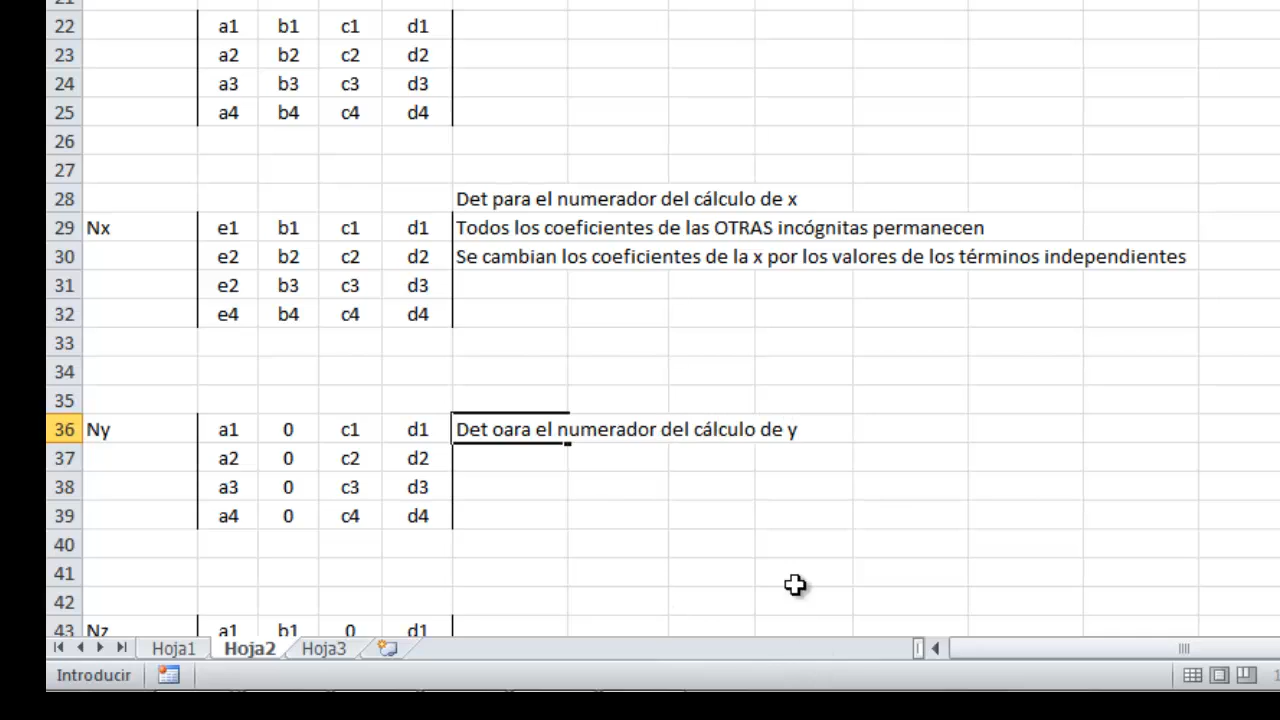 21
22 a1 b1 c1 d1
23 a2 b2 c2 d2
24 a3 b3 c3 d3
25 a4 b4 c4 d4
26
27
28 Det para el numerador del cálculo de x
29 Nx e1 b1 c1 d1 Todos los coeficientes de las OTRAS incógnitas permanecen
30 e2 b2 c2 d2 Se cambian los coeficientes de la x por los valores de los términos independientes
31 e2 b3 c3 d3
32 e4 b4 c4 d4
33
34
35
36 Ny a1 0 c1 d1 Det oara el numerador del cálculo de y
37 a2 0 c2 d2
38 a3 0 c3 d3
39 a4 0 c4 d4
40
41
42
43 Nz a1 b1 0 d1
Hoja1 Hoja2 Hoja3
Introducir